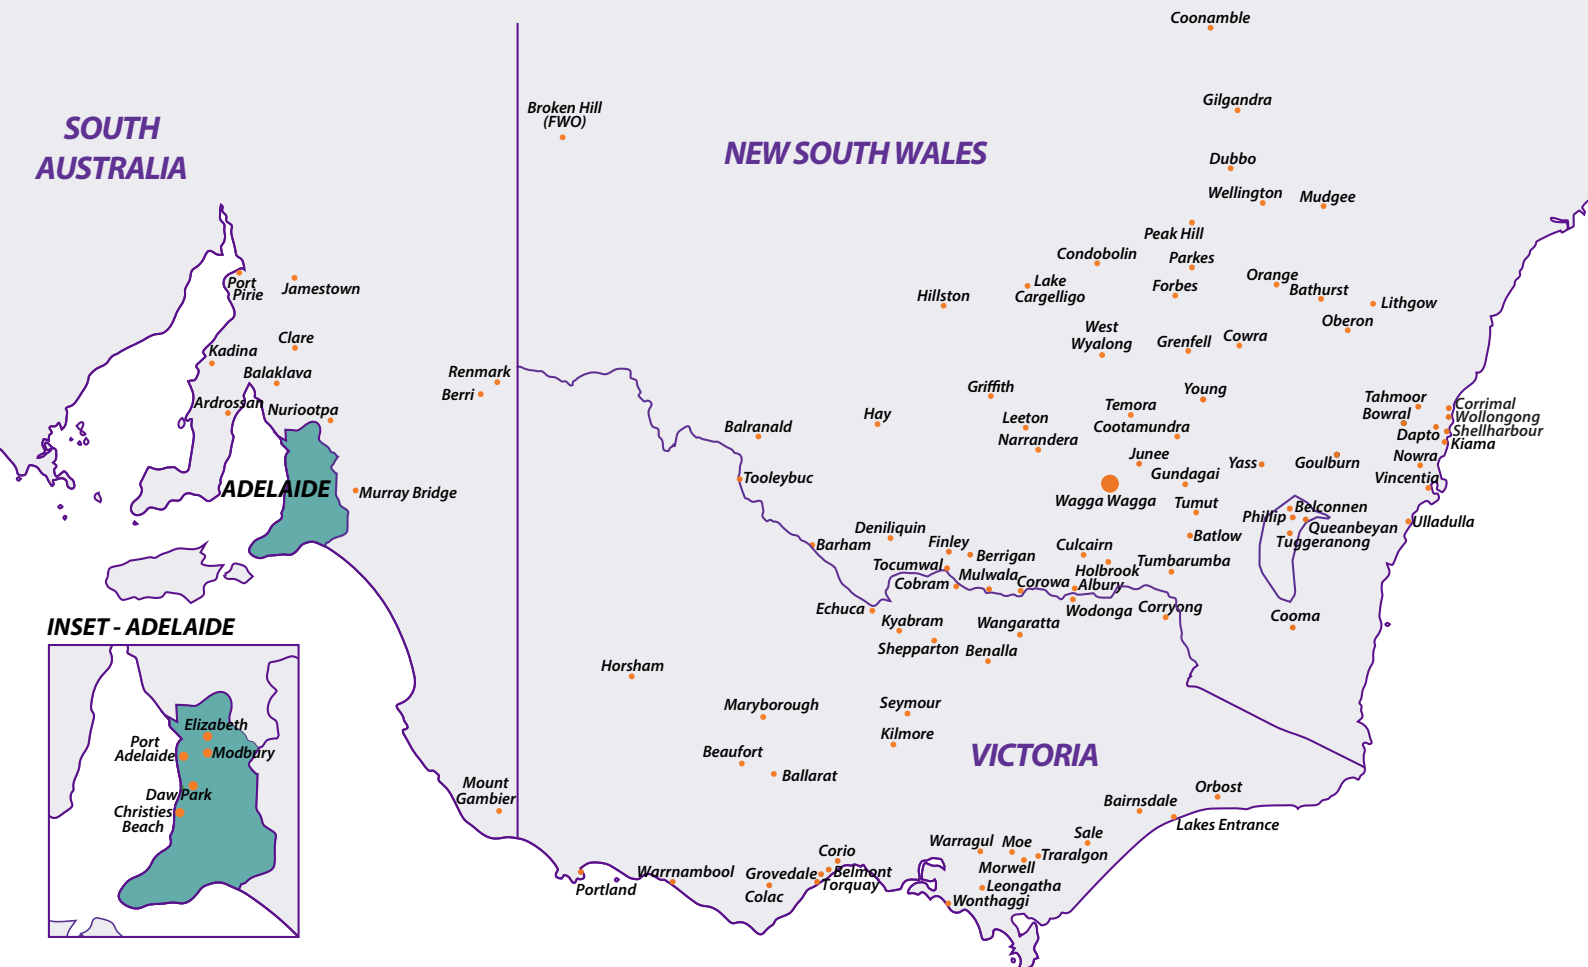 Coonamble
Broken Hill
(FWO)
Gilgandra
SOUTH
AUSTRALIA
NEW SOUTH WALES
Dubbo
Wellington
Mudgee
Peak Hill
Condobolin
Parkes
Port
Pirie
Jamestown
Hillston
Lake
Cargelligo
Forbes
Orange
Bathurst
Lithgow
Oberon
Clare
Kadina
West
Wyalong
Grenfell
Cowra
Balaklava
Renmark
Berri
Ardrossan
Nuriootpa
Griffith
Young
Hay
Balranald
Leeton
Narrandera
Temora
Cootamundra
Tahmoor
Bowral
Corrimal
Wollongong
Shellharbour
Dapto
Kiama
Junee
Gundagai
Yass
Goulburn
Nowra
Vincentia
Tooleybuc
ADELAIDE
Murray Bridge
Wagga Wagga
Tumut
Phillip
Belconnen
Queanbeyan
Tuggeranong
Ulladulla
Deniliquin
Barham
Finley
Berrigan
Culcairn
Batlow
Tocumwal
Cobram
Mulwala
Corowa
Holbrook
Albury
Tumbarumba
Echuca
Wodonga
Corryong
Cooma
Kyabram
Wangaratta
INSET - ADELAIDE
Shepparton
Benalla
Horsham
Maryborough
Seymour
Kilmore
Elizabeth
Port
Adelaide
Modbury
Beaufort
Ballarat
VICTORIA
Daw Park
Christies
Beach
Mount
Gambier
Orbost
Bairnsdale
Lakes Entrance
Warragul
Moe
Sale
Traralgon
Morwell
Leongatha
Wonthaggi
Corio
Grovedale
Belmont
Torquay
Colac
Warrnambool
Portland